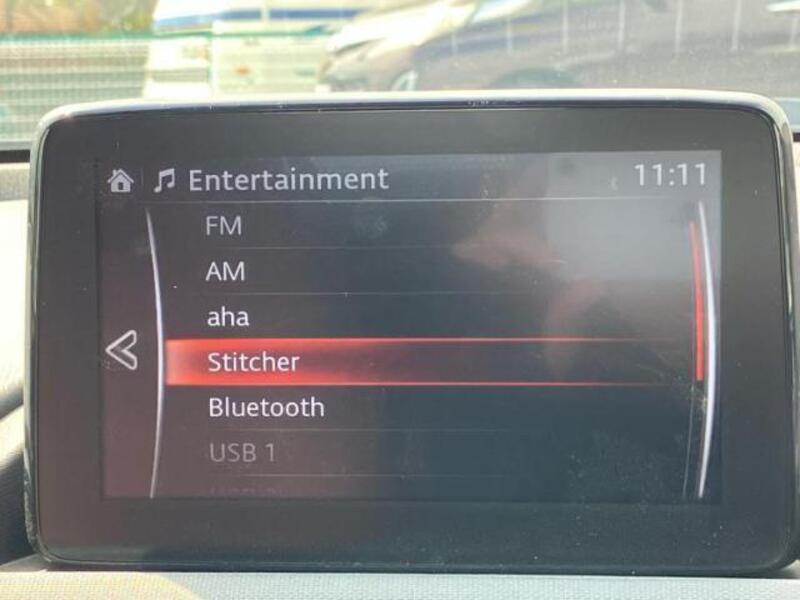 Entertainment 11:11
FM
AM
aha
Stitcher
Bluetooth
USB 1